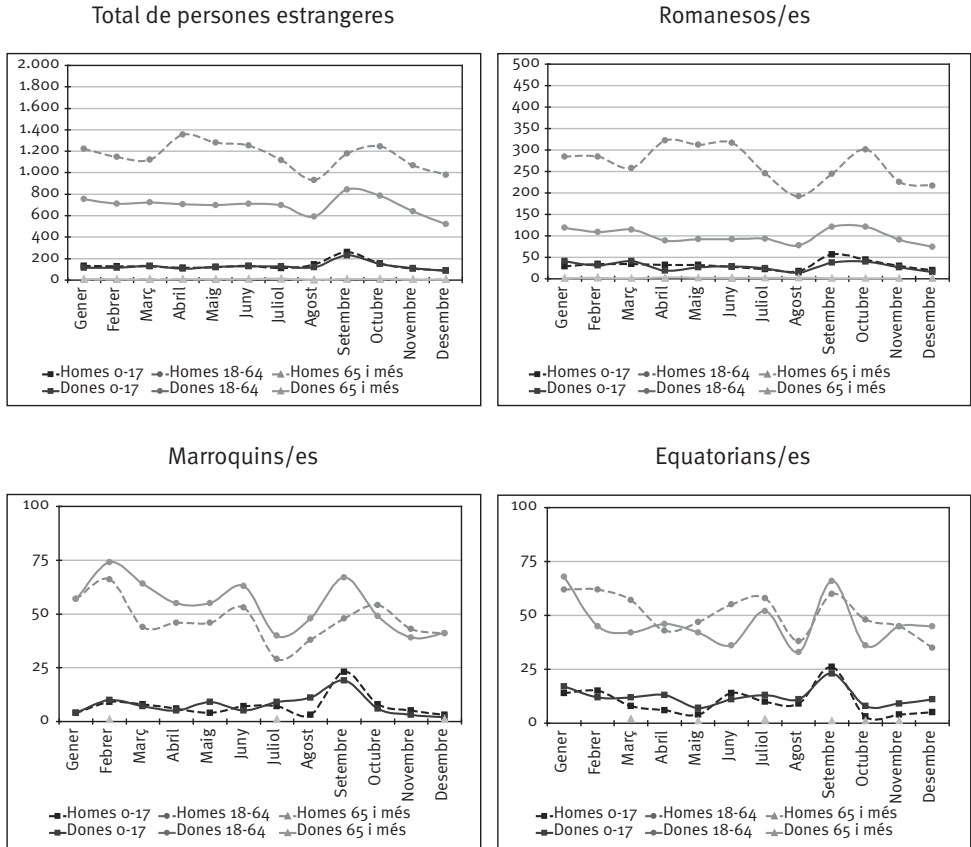 Total de persones estrangeres
2.000
1.800
1.600
1.400
1.200
1.000
800
600
400
200
0
Gener
Febrer
Març
Abril
Maig
Juny
Juliol
Agost
Setembre
Octubre
Novembre
Desembre
Homes 0-17 Homes 18-64 Homes 65 i més
Dones 0-17 Dones 18-64 Dones 65 i més
Romanesos/es
500
450
400
350
300
250
200
150
100
50
0
Gener
Febrer
Març
Abril
Maig
Juny
Juliol
Agost
Setembre
Octubre
Novembre
Desembre
Homes 0-17 Homes 18-64 Homes 65 i més
Dones 0-17 Dones 18-64 Dones 65 i més
Marroquins/es
100
75
50
25
0
Gener
Febrer
Març
Abril
Maig
Juny
Juliol
Agost
Setembre
Octubre
Novembre
Desembre
Homes 0-17 Homes 18-64 Homes 65 i més
Dones 0-17 Dones 18-64 Dones 65 i més
Equatorians/es
100
75
50
25
0
Gener
Febrer
Març
Abril
Maig
Juny
Juliol
Agost
Setembre
Octubre
Novembre
Desembre
Homes 0-17 Homes 18-64 Homes 65 i més
Dones 0-17 Dones 18-64 Dones 65 i més